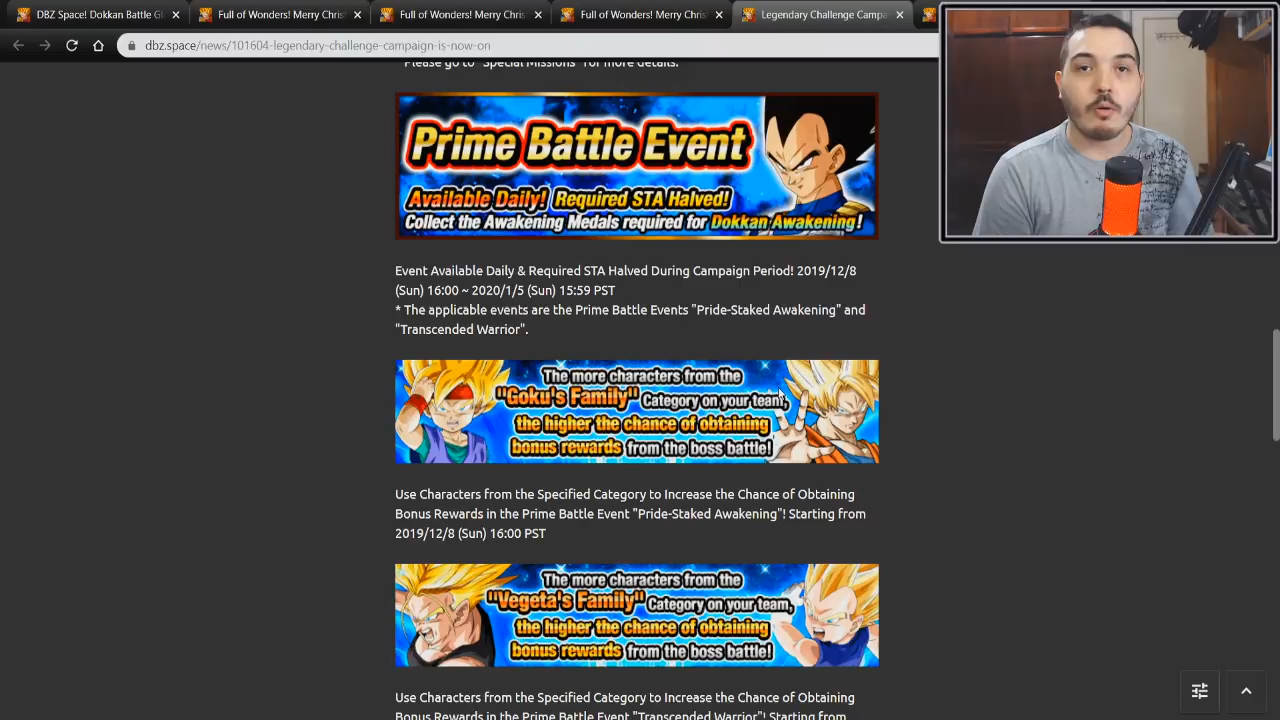 DBZ Space! Dokkan Battle Gl
Full of Wonders! Merry Chris
Full of Wonders! Merry Chris
Full of Wonders! Merry Chris
Legendary Challenge Campa
dbz.space/news/101604-legendary-challenge-campaign-is-now-on
Please go to "Special Missions" for more details.
Prime Battle Event
Available Daily! Required STA Halved!
Collect the Awakening Medals required for Dokkan Awakening!
Event Available Daily & Required STA Halved During Campaign Period! 2019/12/8
(Sun) 16:00 ~ 2020/1/5 (Sun) 15:59 PST
* The applicable events are the Prime Battle Events "Pride-Staked Awakening" and
"Transcended Warrior".
The more characters from the
"Goku's Family" Category on your team,
the higher the chance of obtaining
bonus rewards from the boss battle!
Use Characters from the Specified Category to Increase the Chance of Obtaining
Bonus Rewards in the Prime Battle Event "Pride-Staked Awakening"! Starting from
2019/12/8 (Sun) 16:00 PST
The more characters from the
"Vegeta's Family" Category on your team,
the higher the chance of obtaining
bonus rewards from the boss battle!
Use Characters from the Specified Category to Increase the Chance of Obtaining
Bonus Rewards in the Prime Battle Event "Transcended Warrior"! Starting from